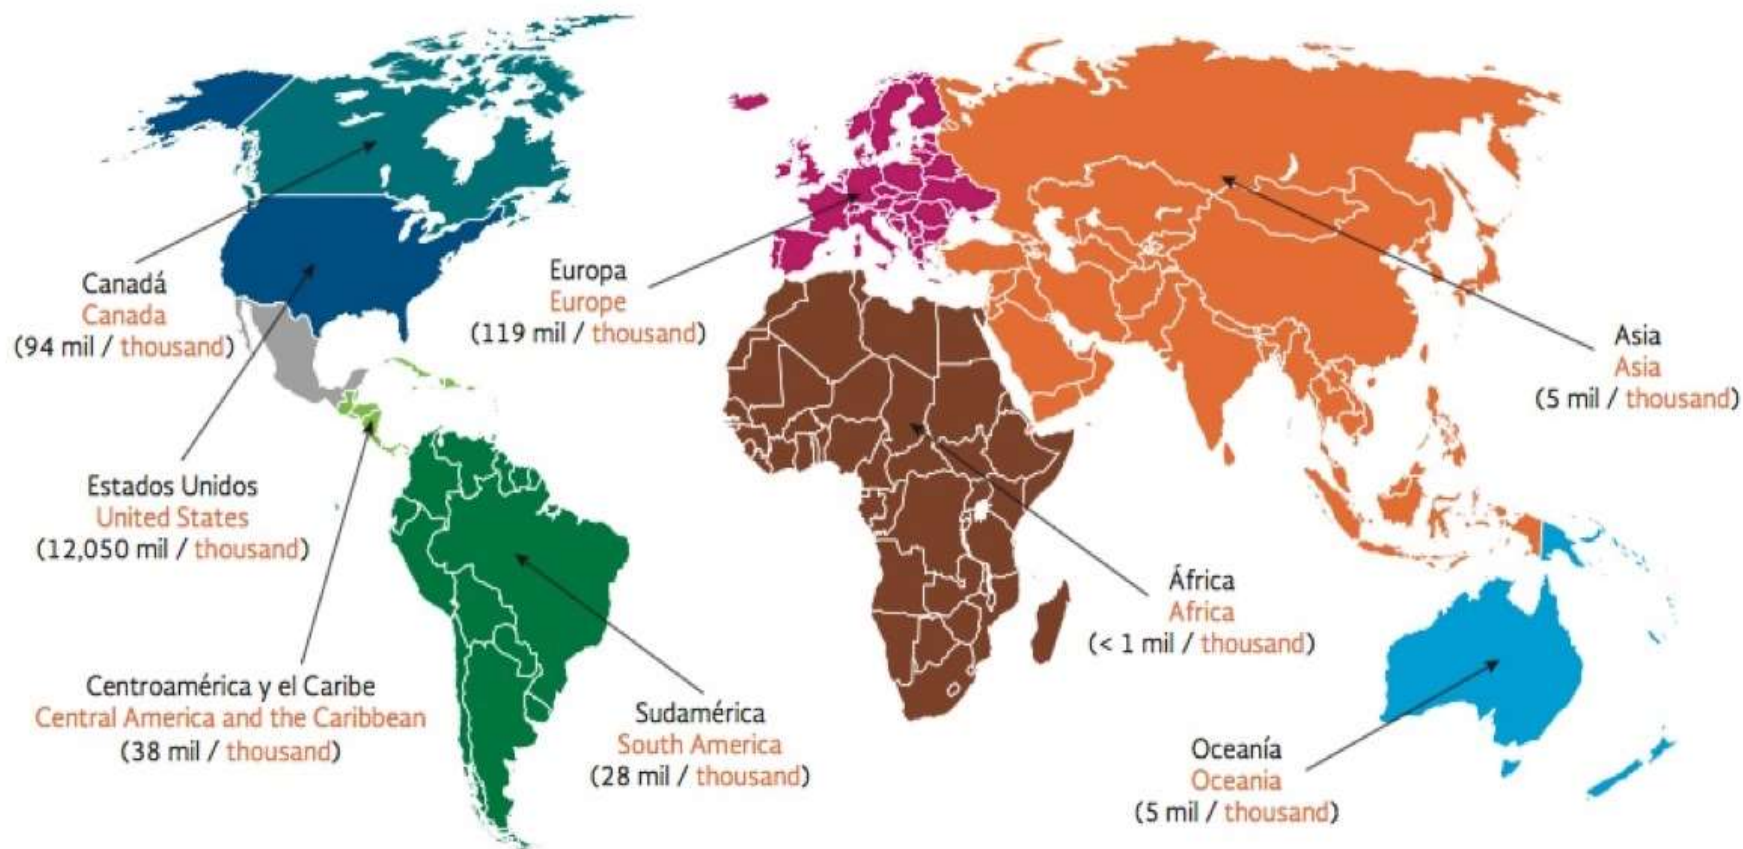 Canadá
Canada
(94 mil / thousand)
Estados Unidos
United States
(12,050 mil / thousand)
Centroamérica y el Caribe
Central America and the Caribbean
(38 mil / thousand)
Sudamérica
South America
(28 mil / thousand)
Europa
Europe
(119 mil / thousand)
África
Africa
(< 1 mil / thousand)
Asia
Asia
(5 mil / thousand)
Oceanía
Oceania
(5 mil / thousand)